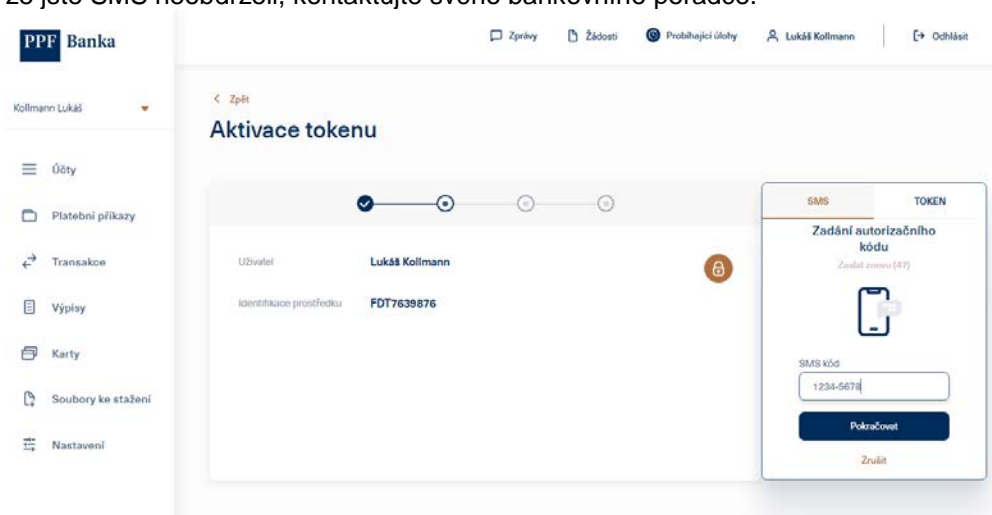 že jste SMS neobdrželi, kontaktujte svého bankovního poradce.
PPF Banka
Zprávy
Žádosti
Probíhající úlohy
Lukáš Kollmann
Odhlásit
Kollmann Lukáš
Zpět
Aktivace tokenu
Účty
Platební příkazy
Transakce
Výpisy
Karty
Soubory ke stažení
Nastavení
Uživatel
Lukáš Kollmann
Identifikace prostředku
FDT7639876
SMS
TOKEN
Zadání autorizačního
kódu
Zaslat znovu (47)
SMS kód
1234-5678
Pokračovat
Zrušit